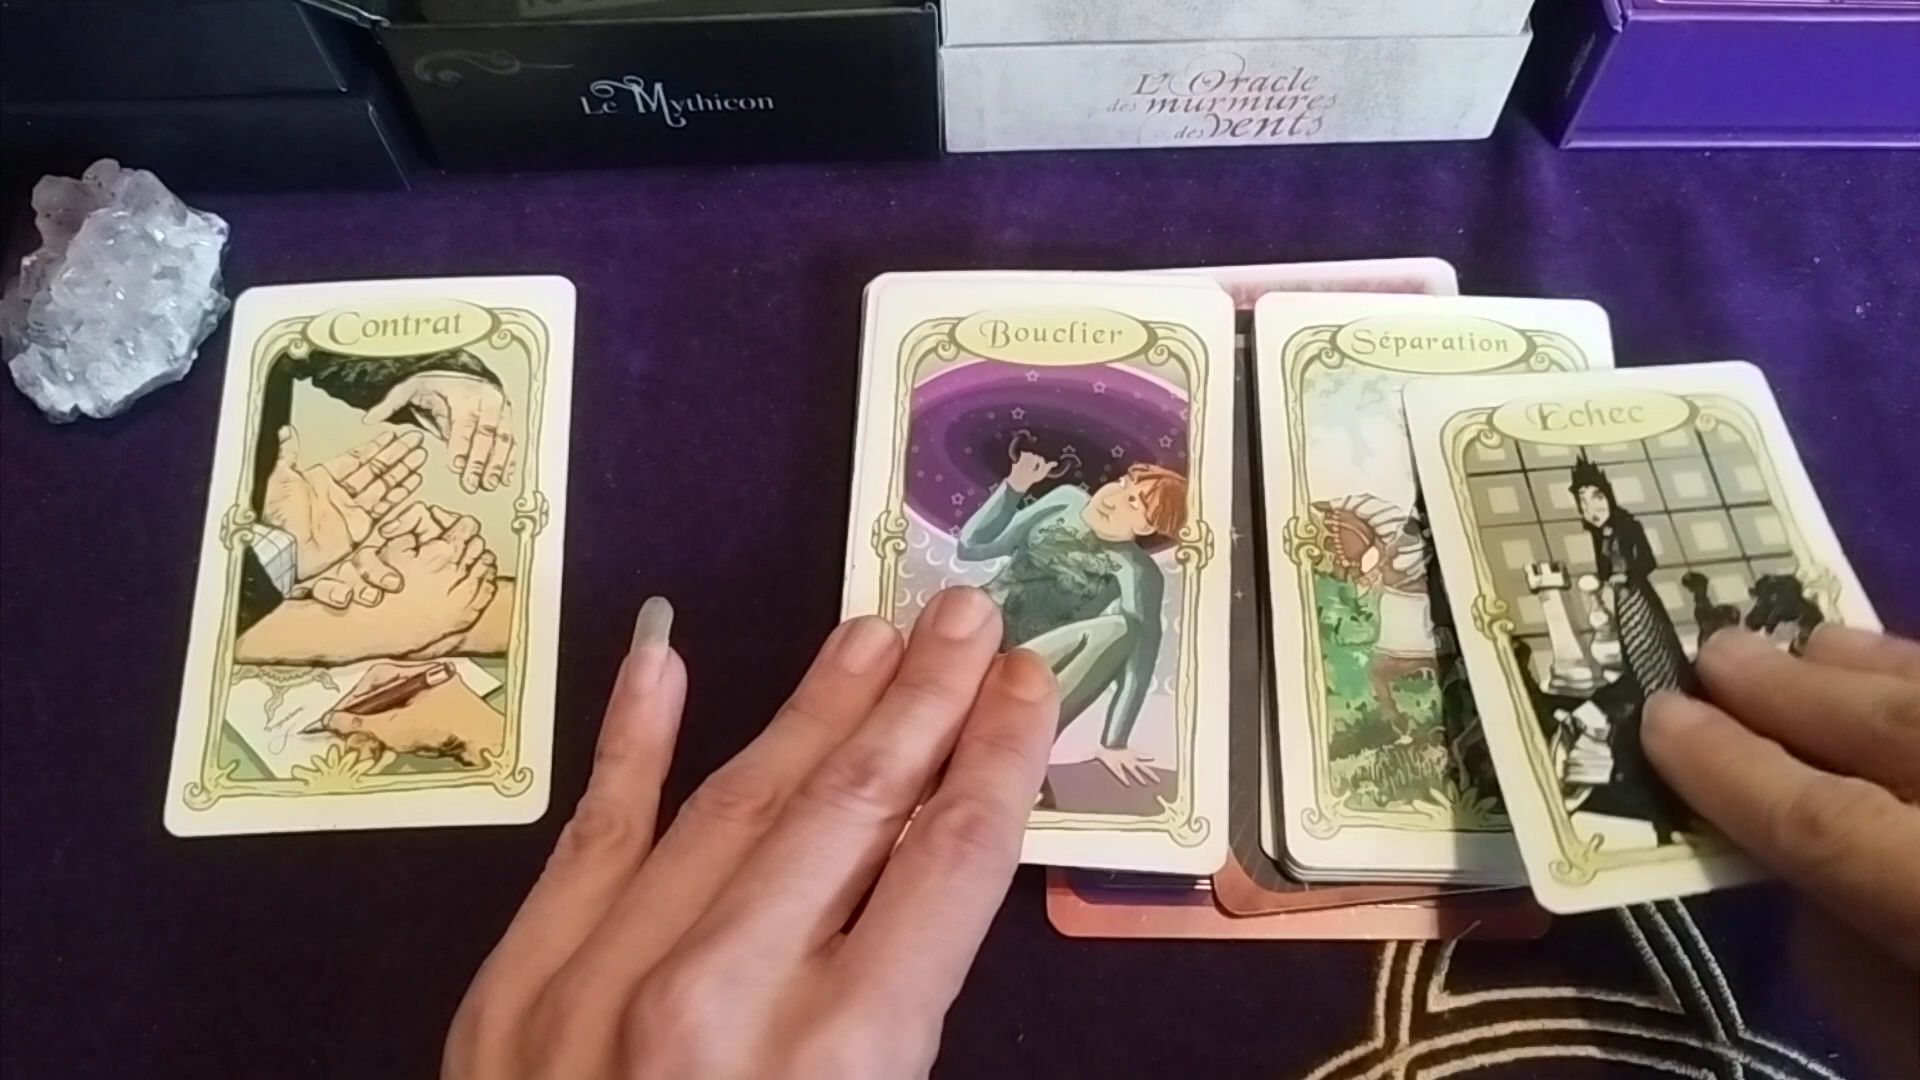 Le Mythicon
L'Oracle
des murmures
des vents
Contrat
Bouclier
Séparation
Echec